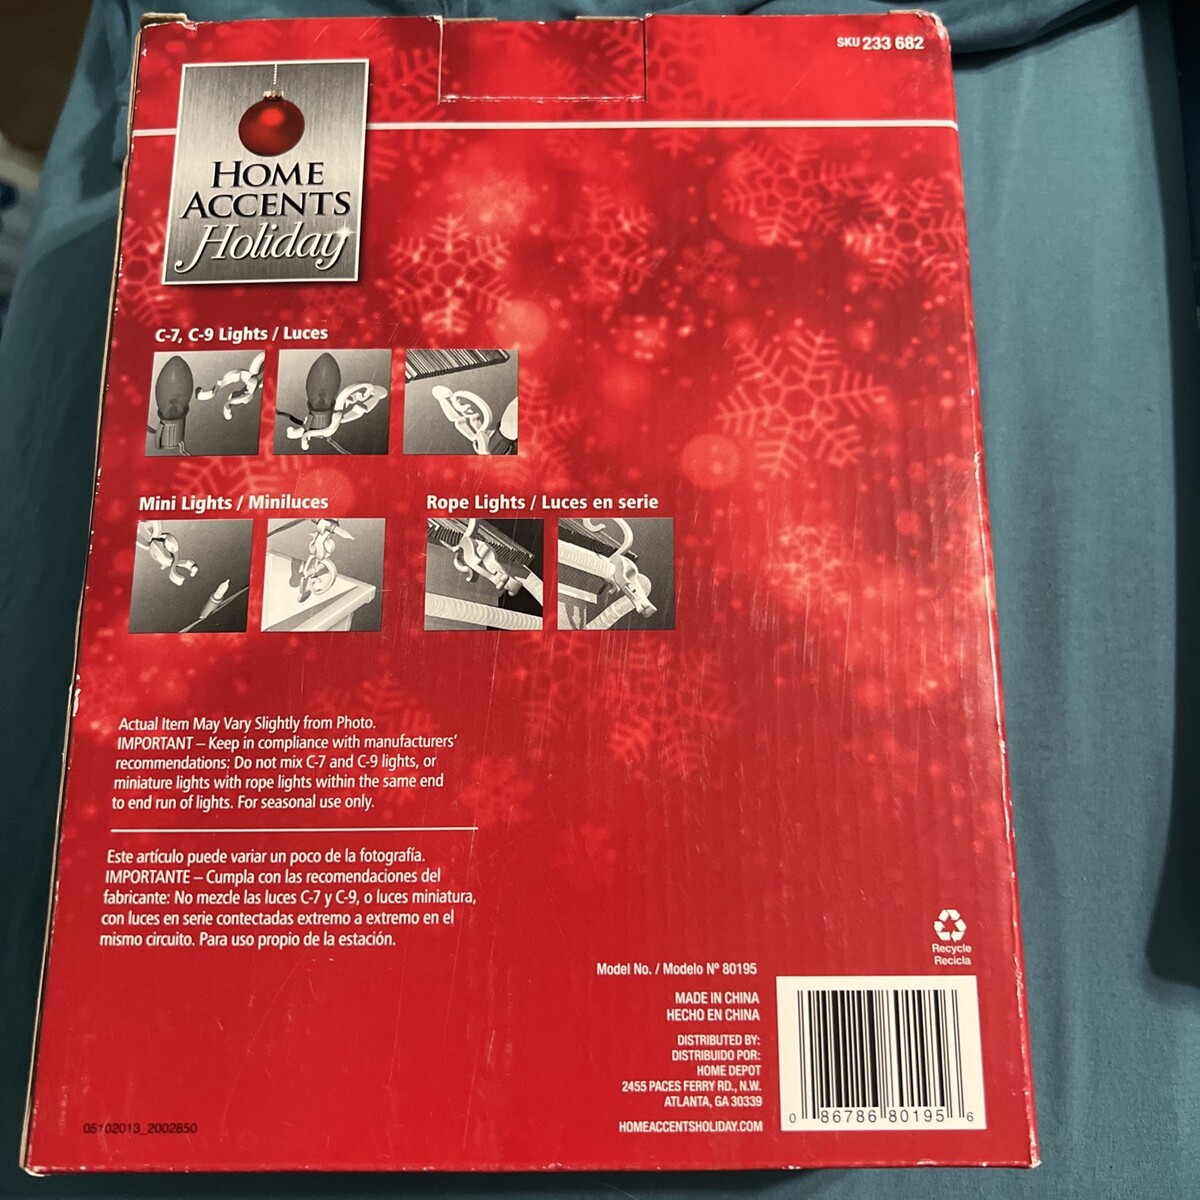 SKU 233 682
HOME
ACCENTS
Holiday
C-7, C-9 Lights / Luces
Mini Lights / Miniluces
Rope Lights / Luces en serie
Actual Item May Vary Slightly from Photo.
IMPORTANT – Keep in compliance with manufacturers'
recommendations: Do not mix C-7 and C-9 lights, or
miniature lights with rope lights within the same end
to end run of lights. For seasonal use only.
Este artículo puede variar un poco de la fotografía.
IMPORTANTE – Cumpla con las recomendaciones del
fabricante: No mezcle las luces C-7 y C-9, o luces miniatura,
con luces en serie contectadas extremo a extremo en el
mismo circuito. Para uso propio de la estación.
Recycle
Recicla
Model No. / Modelo Nº 80195
MADE IN CHINA
HECHO EN CHINA
DISTRIBUTED BY:
DISTRIBUIDO POR:
HOME DEPOT
2455 PACES FERRY RD., N.W.
ATLANTA, GA 30339
HOMEACCENTSHOLIDAY.COM
0 86786 80195 6
05102013_2002850